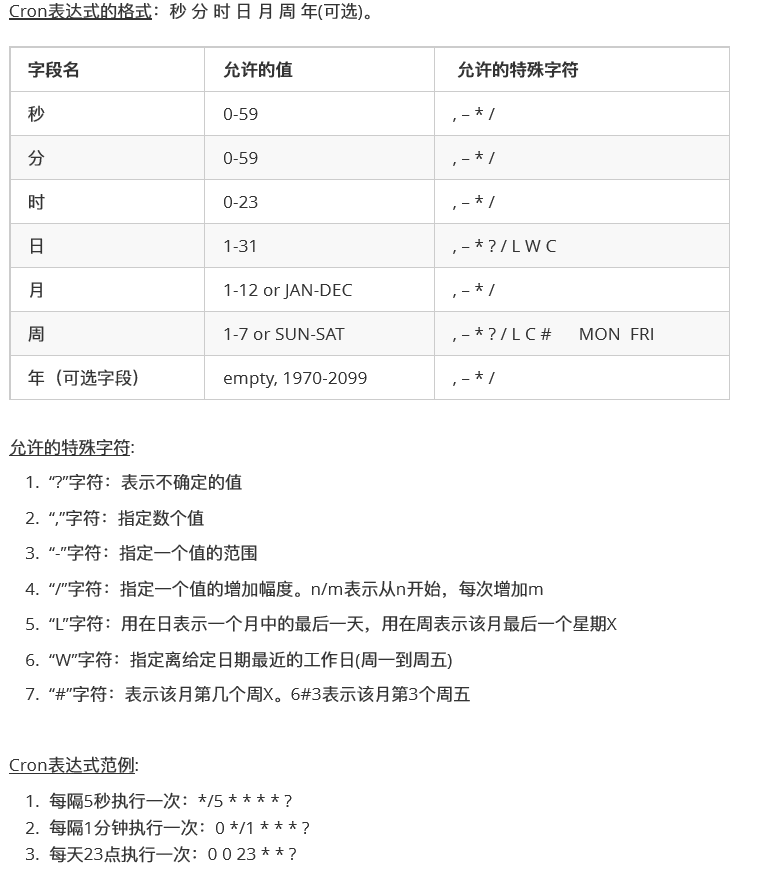 Cron表达式的格式：秒 分 时 日 月 周 年(可选)。
字段名 允许的值 允许的特殊字符
秒 0-59 , – * /
分 0-59 , – * /
时 0-23 , – * /
日 1-31 , – * ? / L W C
月 1-12 or JAN-DEC , – * /
周 1-7 or SUN-SAT , – * ? / L C # MON FRI
年（可选字段） empty, 1970-2099 , – * /
允许的特殊字符:
1. “?”字符：表示不确定的值
2. “,”字符：指定数个值
3. “-”字符：指定一个值的范围
4. “/”字符：指定一个值的增加幅度。n/m表示从n开始，每次增加m
5. “L”字符：用在日表示一个月中的最后一天，用在周表示该月最后一个星期X
6. “W”字符：指定离给定日期最近的工作日(周一到周五)
7. “#”字符：表示该月第几个周X。6#3表示该月第3个周五
Cron表达式范例:
1. 每隔5秒执行一次：*/5 * * * * ?
2. 每隔1分钟执行一次：0 */1 * * * ?
3. 每天23点执行一次：0 0 23 * * ?